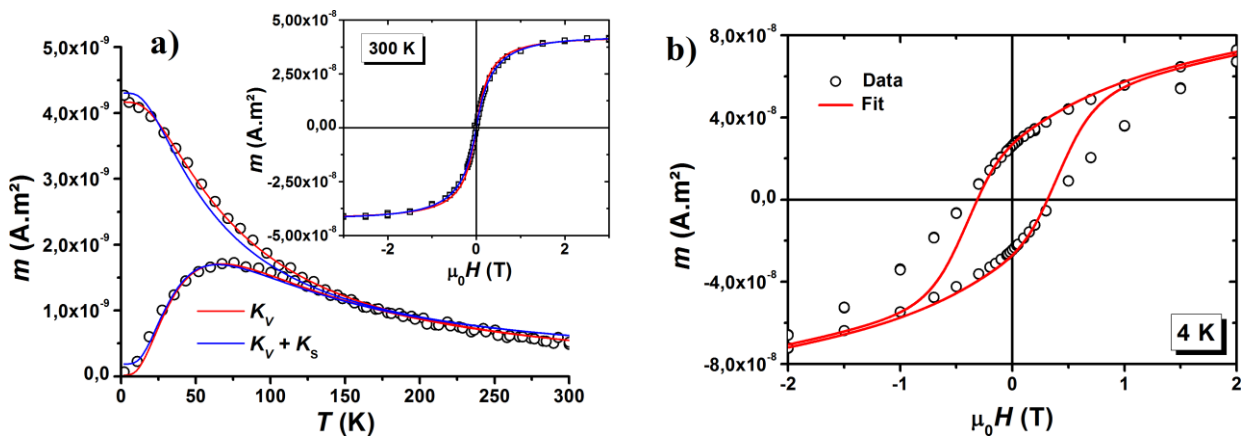 a)
5,0x10⁻⁹
4,0x10⁻⁹
3,0x10⁻⁹
2,0x10⁻⁹
1,0x10⁻⁹
0,0
m (A.m²)
0 50 100 150 200 250 300
T (K)
K_V
K_V + K_S
5,00x10⁻⁸
2,50x10⁻⁸
0,00
-2,50x10⁻⁸
-5,00x10⁻⁸
m (A.m²)
300 K
-2 0 2
μ₀H (T)
b)
8,0x10⁻⁸
4,0x10⁻⁸
0,0
-4,0x10⁻⁸
-8,0x10⁻⁸
m (A.m²)
Data
Fit
4 K
-2 -1 0 1 2
μ₀H (T)